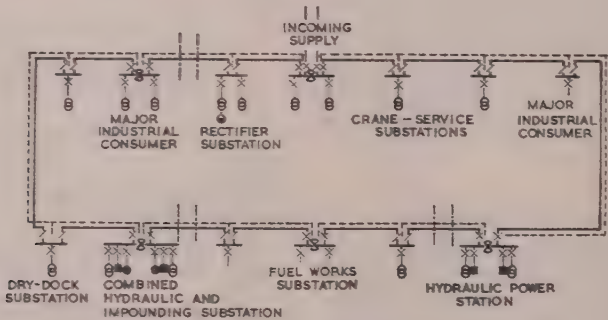 INCOMING
SUPPLY
MAJOR
INDUSTRIAL
CONSUMER
RECTIFIER
SUBSTATION
CRANE – SERVICE
SUBSTATIONS
MAJOR
INDUSTRIAL
CONSUMER
DRY-DOCK
SUBSTATION
COMBINED
HYDRAULIC AND
IMPOUNDING SUBSTATION
FUEL WORKS
SUBSTATION
HYDRAULIC POWER
STATION